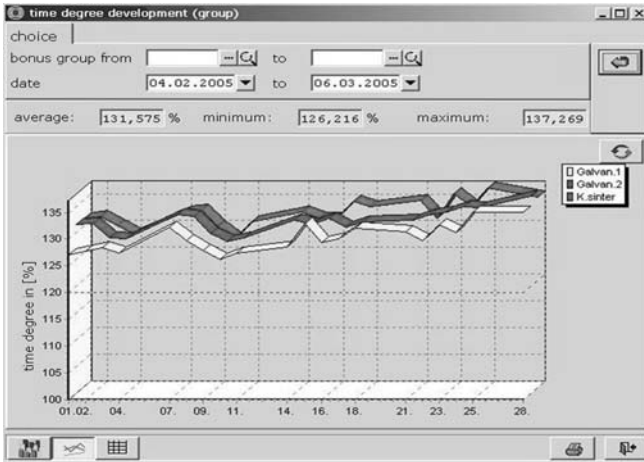 time degree development (group)
choice
bonus group from to
date 04.02.2005 to 06.03.2005
average: 131,575 % minimum: 126,216 % maximum: 137,269
Galvan.1
Galvan.2
K.sinter
time degree in [%]
135
130
125
120
115
110
105
100
01.02. 04. 07. 09. 11. 14. 16. 18. 21. 23. 25. 28.